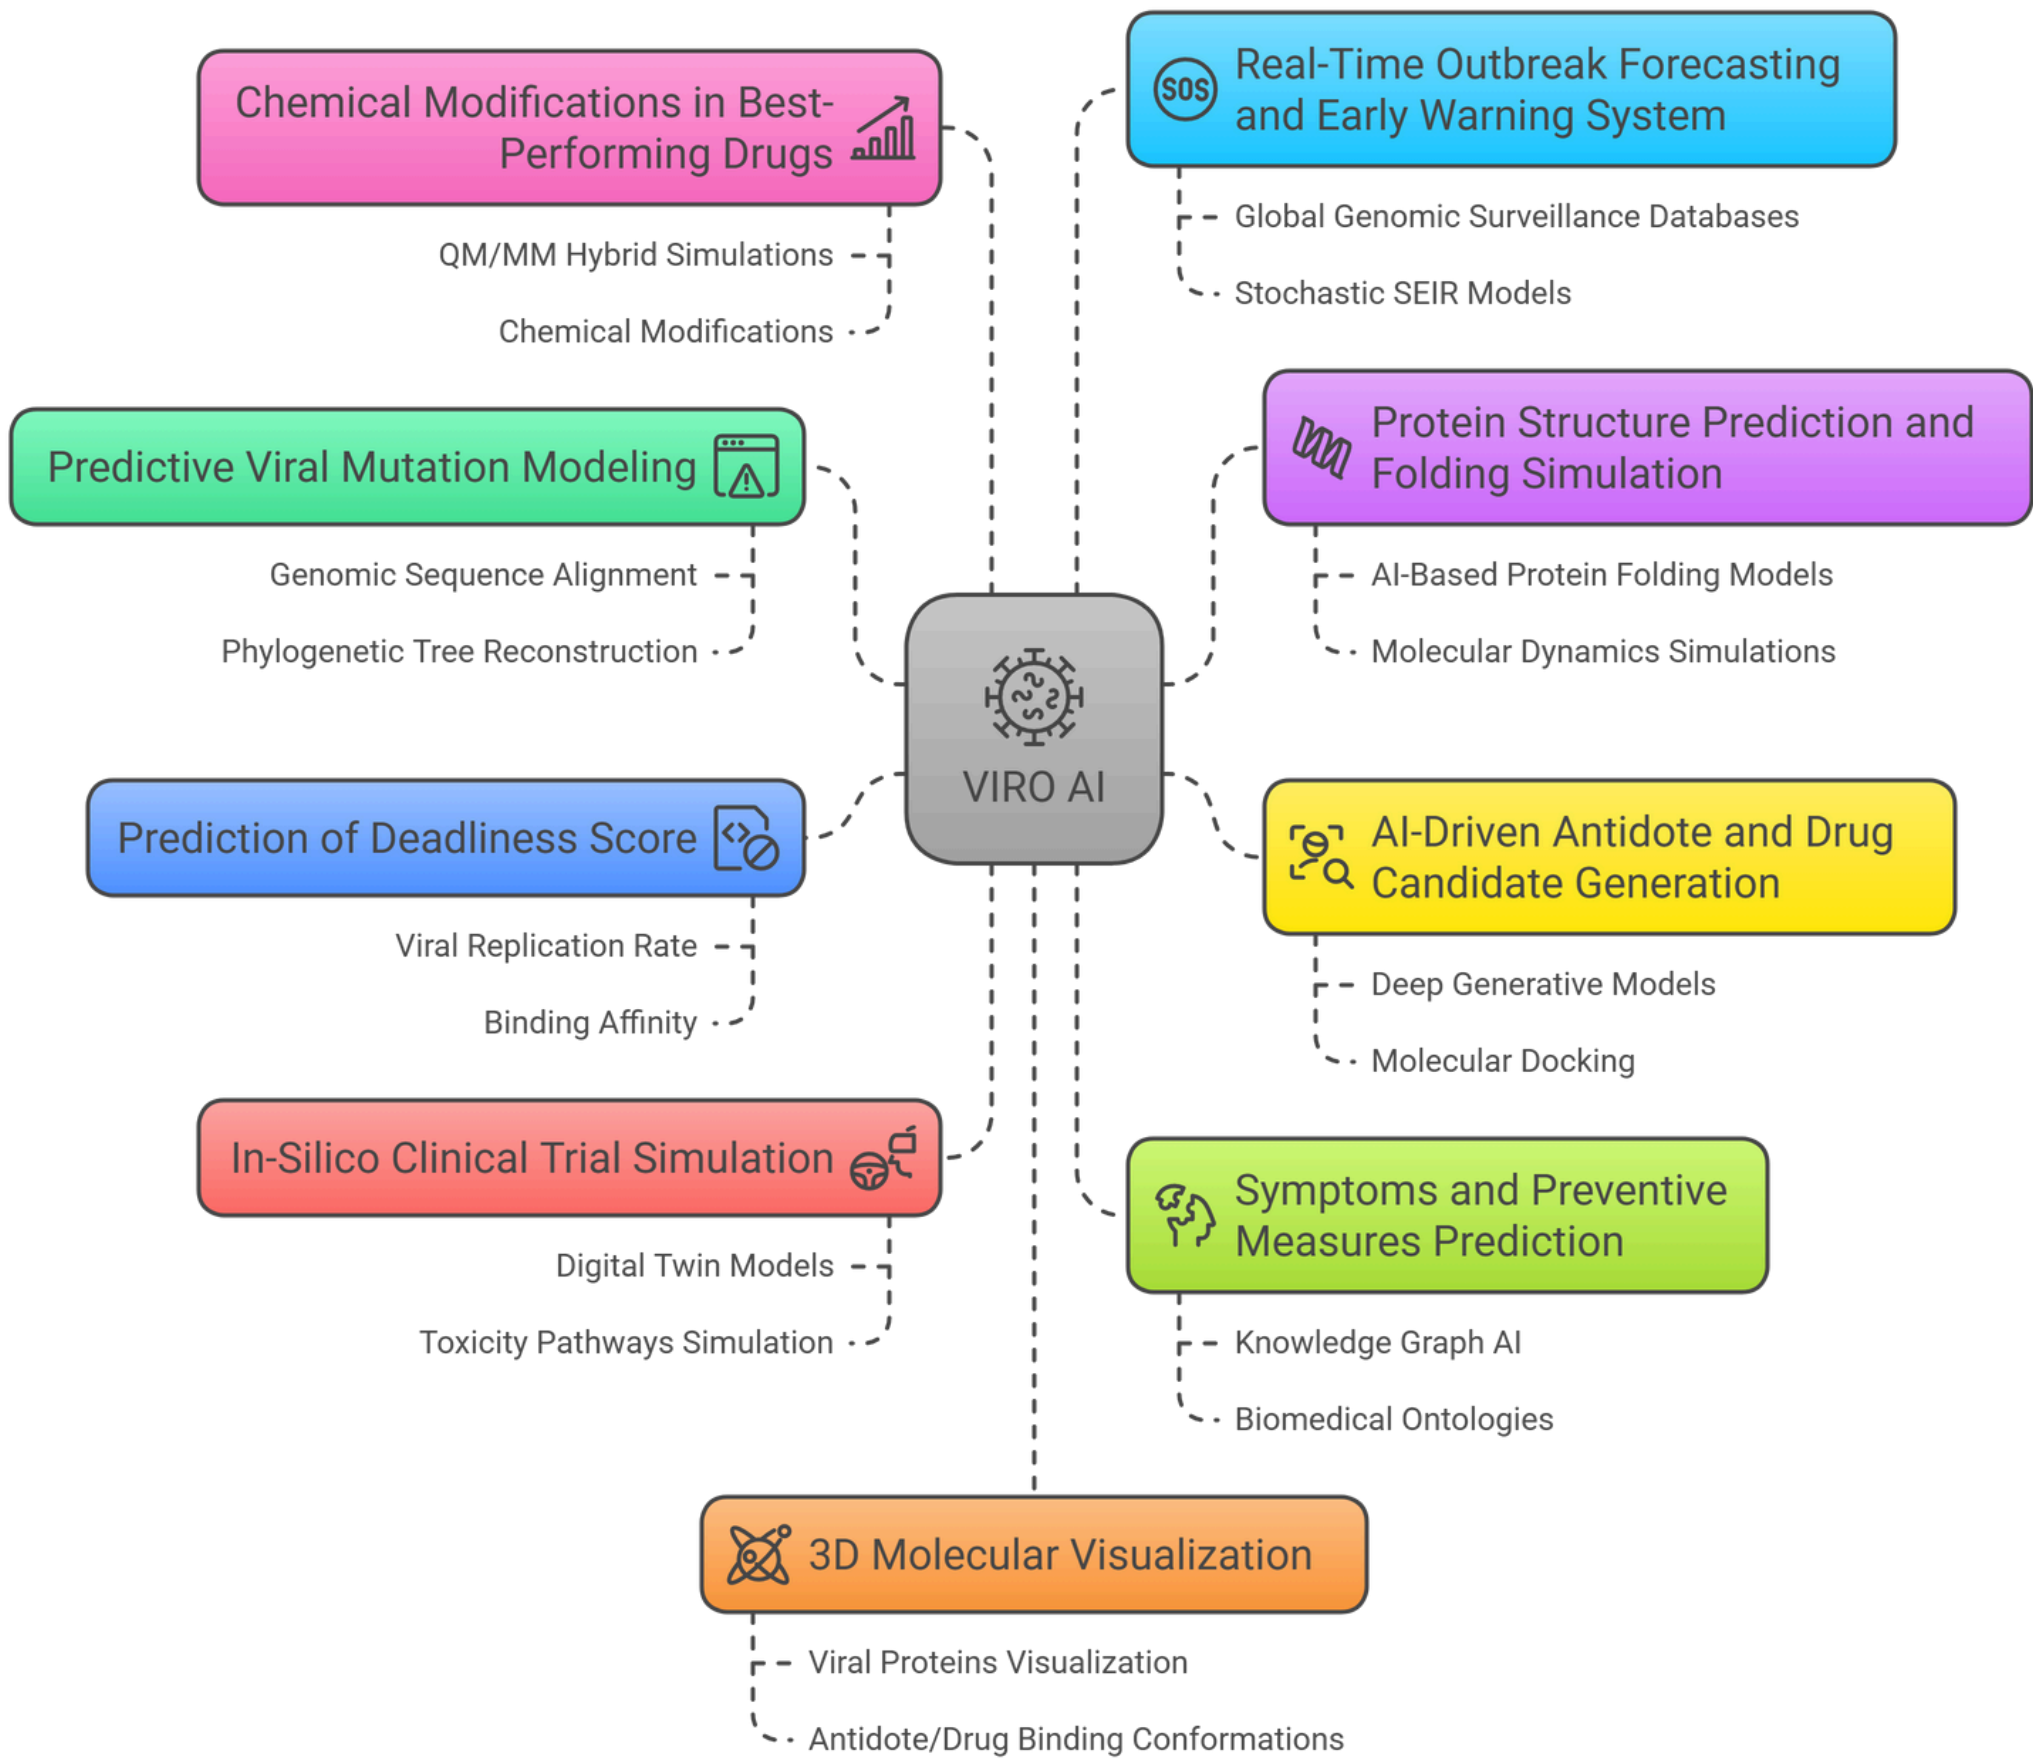 Chemical Modifications in Best-
Performing Drugs
QM/MM Hybrid Simulations
Chemical Modifications
Predictive Viral Mutation Modeling
Genomic Sequence Alignment
Phylogenetic Tree Reconstruction
Prediction of Deadliness Score
Viral Replication Rate
Binding Affinity
In-Silico Clinical Trial Simulation
Digital Twin Models
Toxicity Pathways Simulation
VIRO AI
SOS
Real-Time Outbreak Forecasting
and Early Warning System
Global Genomic Surveillance Databases
Stochastic SEIR Models
Protein Structure Prediction and
Folding Simulation
AI-Based Protein Folding Models
Molecular Dynamics Simulations
AI-Driven Antidote and Drug
Candidate Generation
Deep Generative Models
Molecular Docking
Symptoms and Preventive
Measures Prediction
Knowledge Graph AI
Biomedical Ontologies
3D Molecular Visualization
Viral Proteins Visualization
Antidote/Drug Binding Conformations